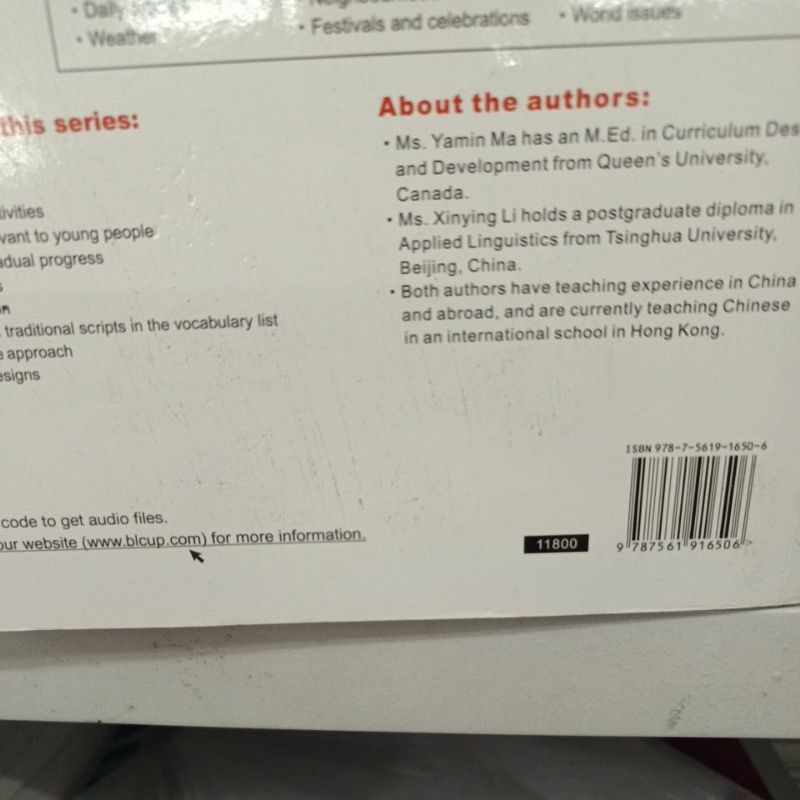 • Daily
• Weather
• Festivals and celebrations
• World issues
this series:
ivities
vant to young people
adual progress
s
on
traditional scripts in the vocabulary list
e approach
esigns
About the authors:
• Ms. Yamin Ma has an M.Ed. in Curriculum Des
and Development from Queen's University,
Canada.
• Ms. Xinying Li holds a postgraduate diploma in
Applied Linguistics from Tsinghua University,
Beijing, China.
• Both authors have teaching experience in China
and abroad, and are currently teaching Chinese
in an international school in Hong Kong.
code to get audio files.
our website (www.blcup.com) for more information.
11800
ISBN 978-7-5619-1650-6
9 787561 916506 >